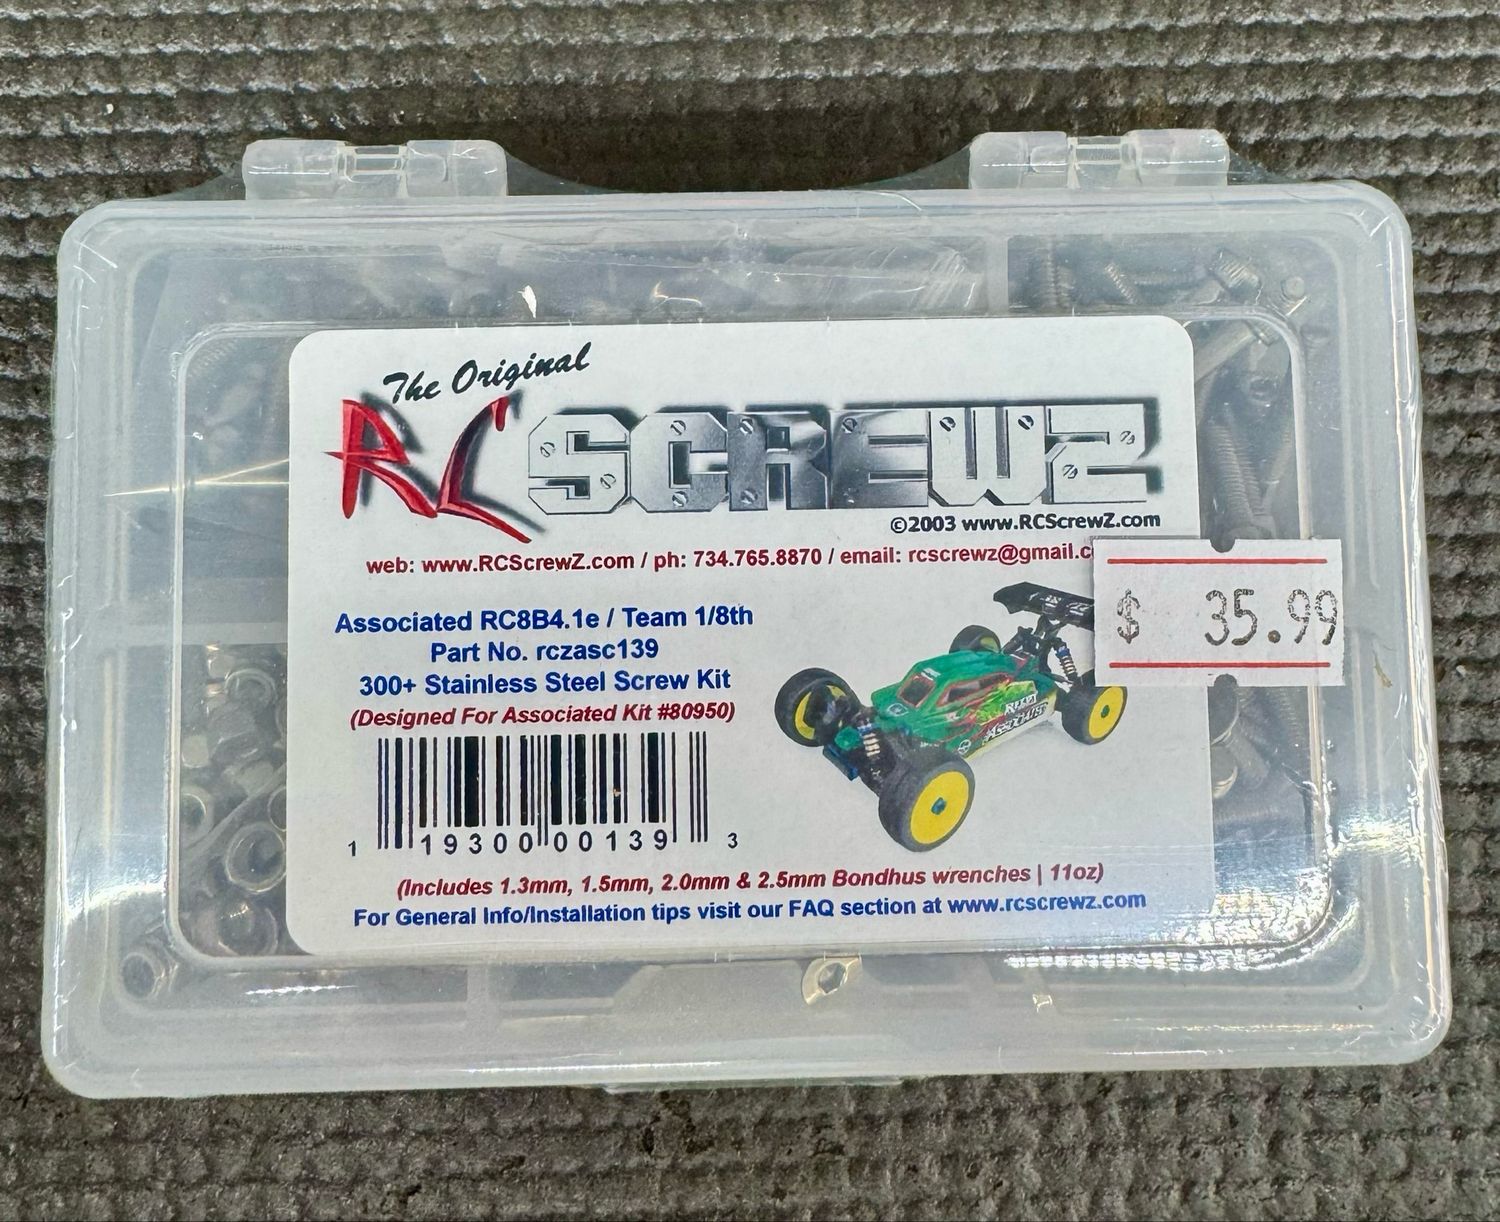 The Original
RC SCREWZ
©2003 www.RCScrewZ.com
web: www.RCScrewZ.com / ph: 734.765.8870 / email: rcscrewz@gmail.c
$ 35.99
Associated RC8B4.1e / Team 1/8th
Part No. rczasc139
300+ Stainless Steel Screw Kit
(Designed For Associated Kit #80950)
ASSOCIATED
1 19300 00139 3
(Includes 1.3mm, 1.5mm, 2.0mm & 2.5mm Bondhus wrenches | 11oz)
For General Info/Installation tips visit our FAQ section at www.rcscrewz.com